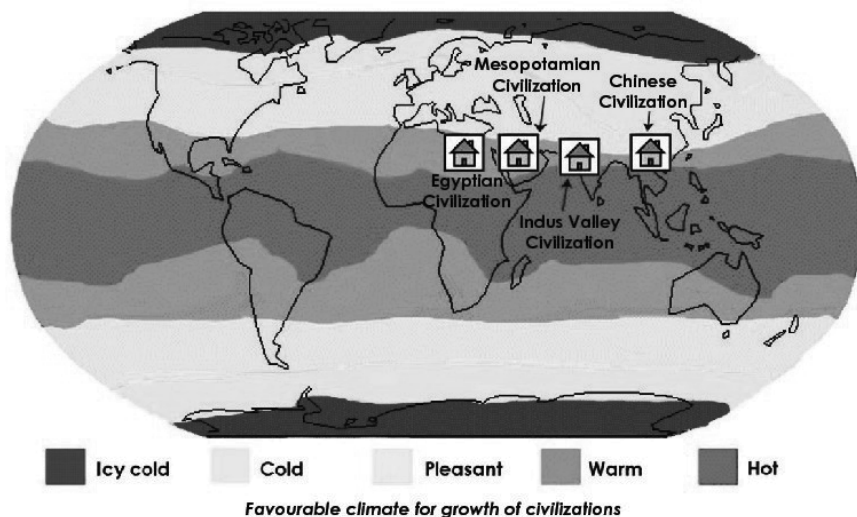 Mesopotamian
Civilization
Chinese
Civilization
Egyptian
Civilization
Indus Valley
Civilization
Icy cold
Cold
Pleasant
Warm
Hot
Favourable climate for growth of civilizations